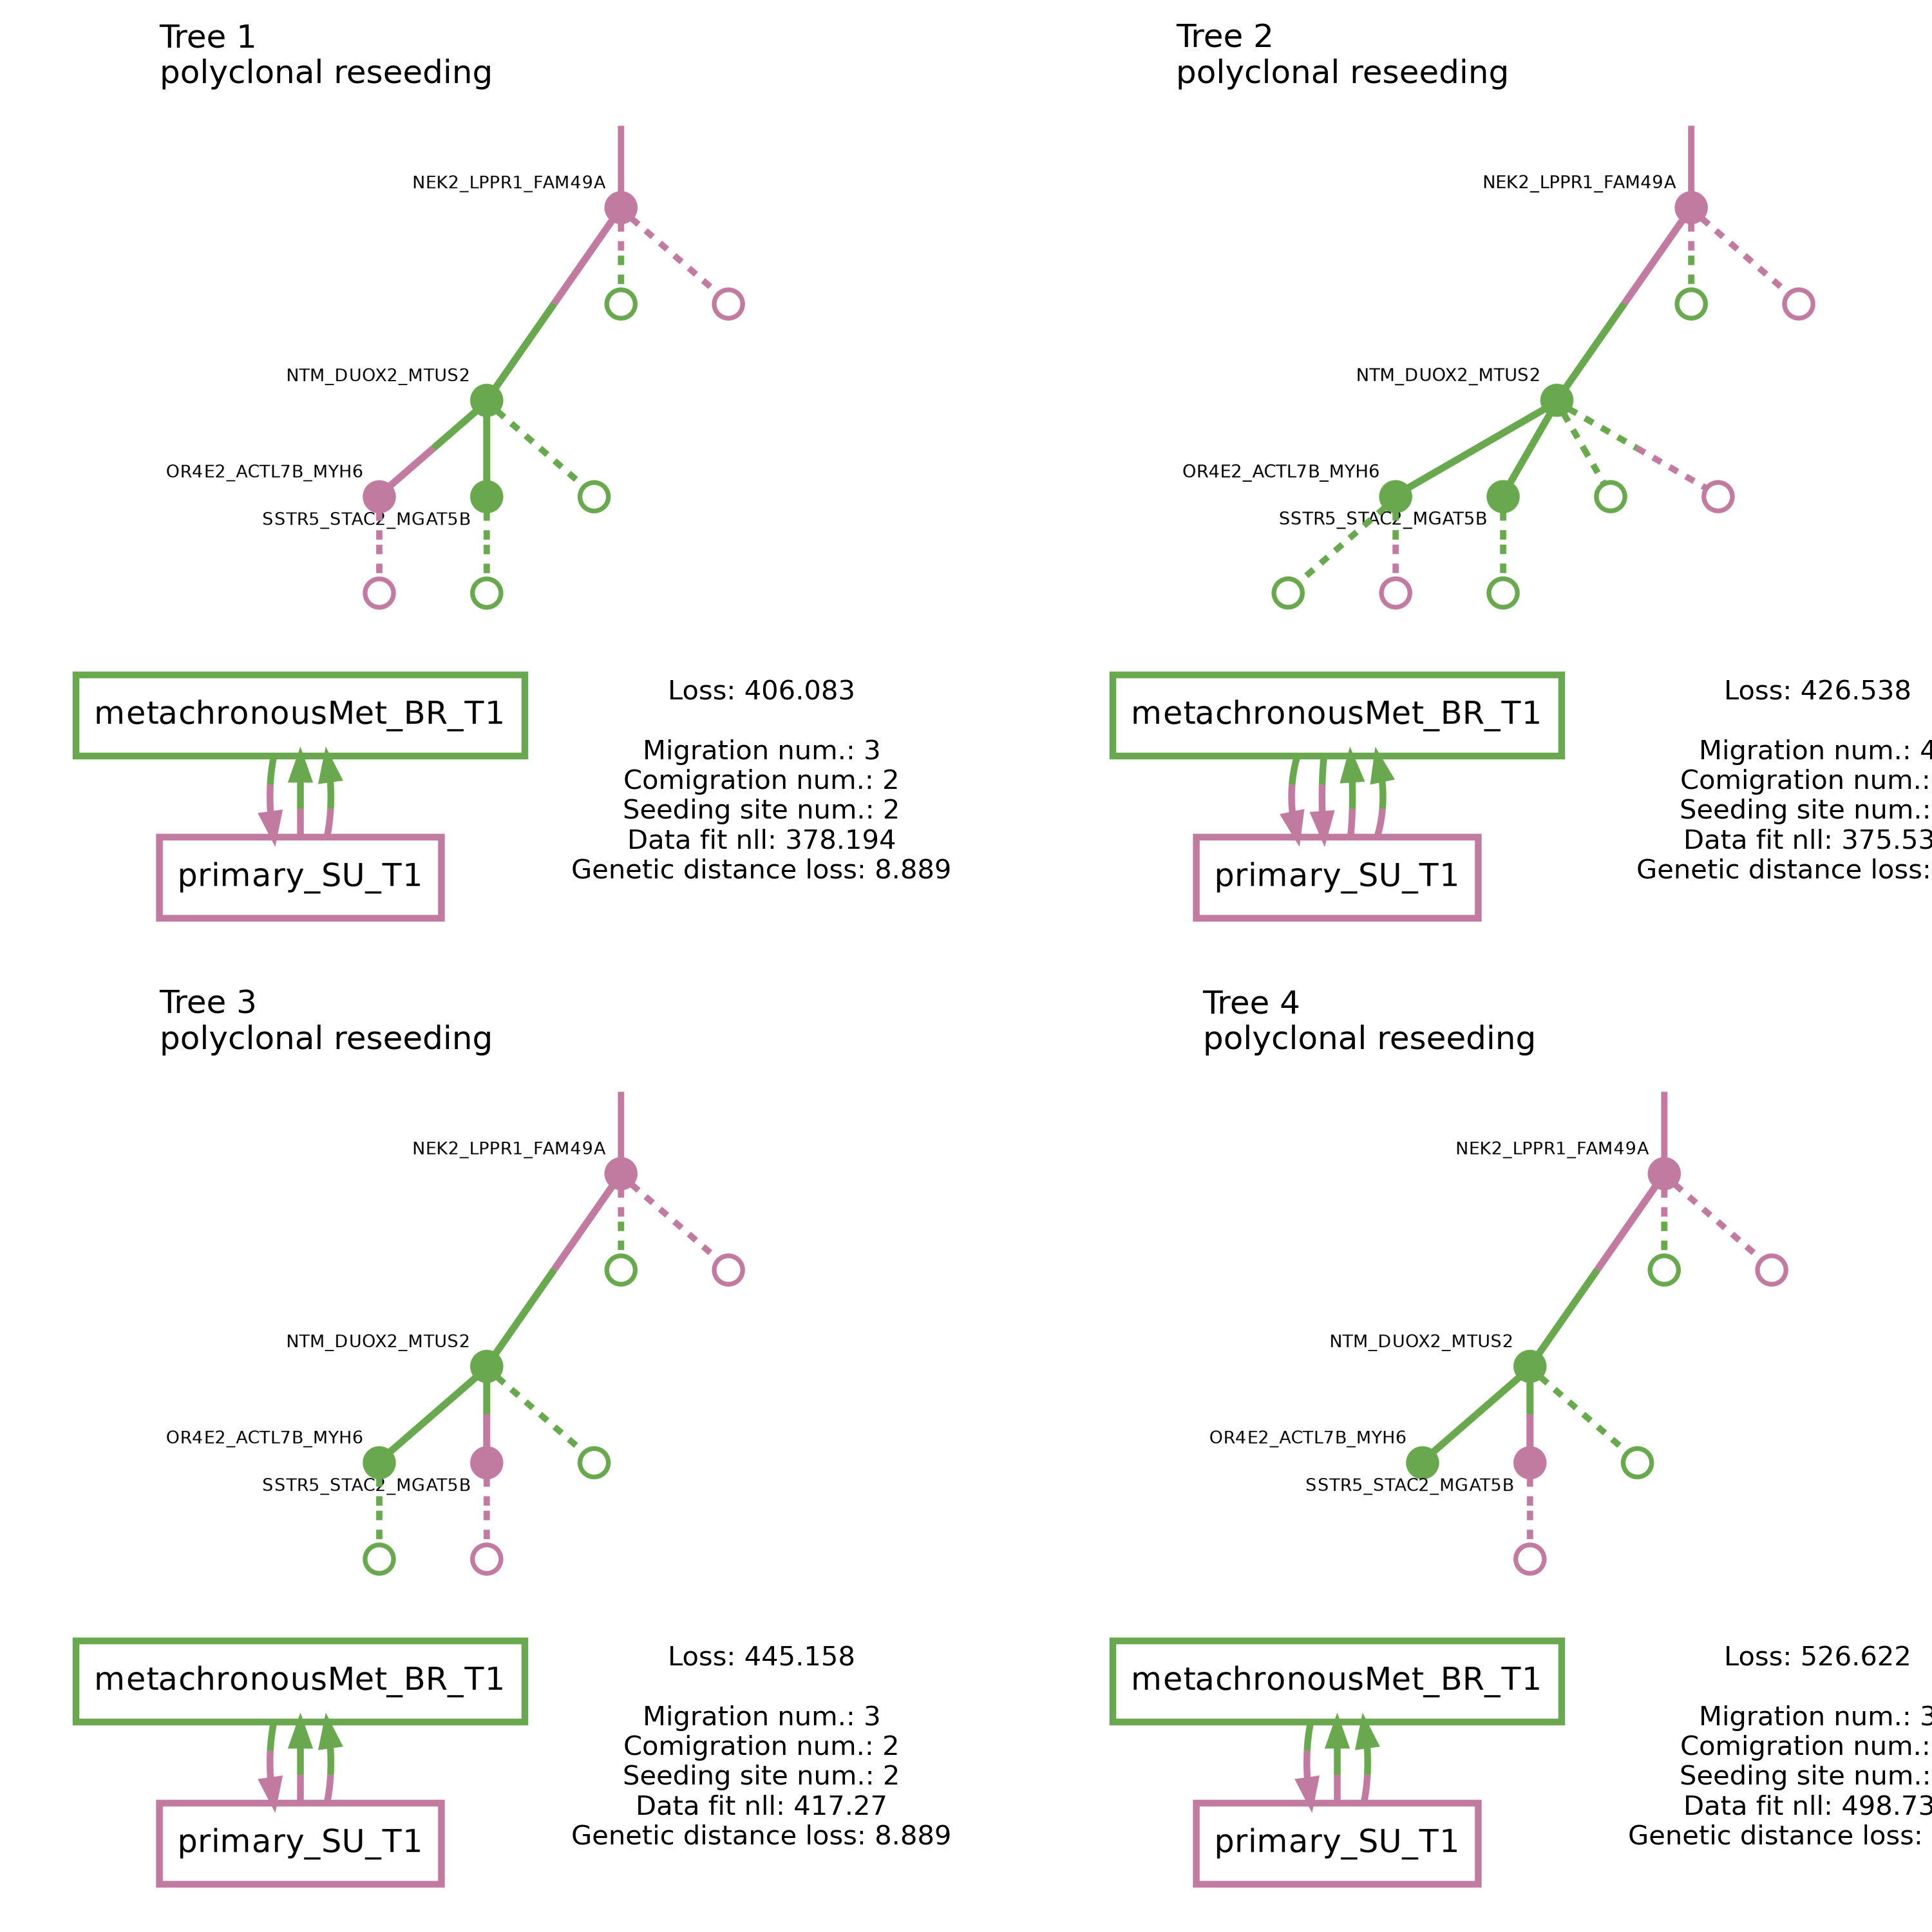 Tree 1
polyclonal reseeding
NEK2_LPPR1_FAM49A
NTM_DUOX2_MTUS2
OR4E2_ACTL7B_MYH6
SSTR5_STAC2_MGAT5B
metachronousMet_BR_T1
primary_SU_T1
Loss: 406.083
Migration num.: 3
Comigration num.: 2
Seeding site num.: 2
Data fit nll: 378.194
Genetic distance loss: 8.889
Tree 2
polyclonal reseeding
NEK2_LPPR1_FAM49A
NTM_DUOX2_MTUS2
OR4E2_ACTL7B_MYH6
SSTR5_STAC2_MGAT5B
metachronousMet_BR_T1
primary_SU_T1
Loss: 426.538
Migration num.: 4
Comigration num.:
Seeding site num.:
Data fit nll: 375.53
Genetic distance loss:
Tree 3
polyclonal reseeding
NEK2_LPPR1_FAM49A
NTM_DUOX2_MTUS2
OR4E2_ACTL7B_MYH6
SSTR5_STAC2_MGAT5B
metachronousMet_BR_T1
primary_SU_T1
Loss: 445.158
Migration num.: 3
Comigration num.: 2
Seeding site num.: 2
Data fit nll: 417.27
Genetic distance loss: 8.889
Tree 4
polyclonal reseeding
NEK2_LPPR1_FAM49A
NTM_DUOX2_MTUS2
OR4E2_ACTL7B_MYH6
SSTR5_STAC2_MGAT5B
metachronousMet_BR_T1
primary_SU_T1
Loss: 526.622
Migration num.: 3
Comigration num.:
Seeding site num.:
Data fit nll: 498.73
Genetic distance loss: